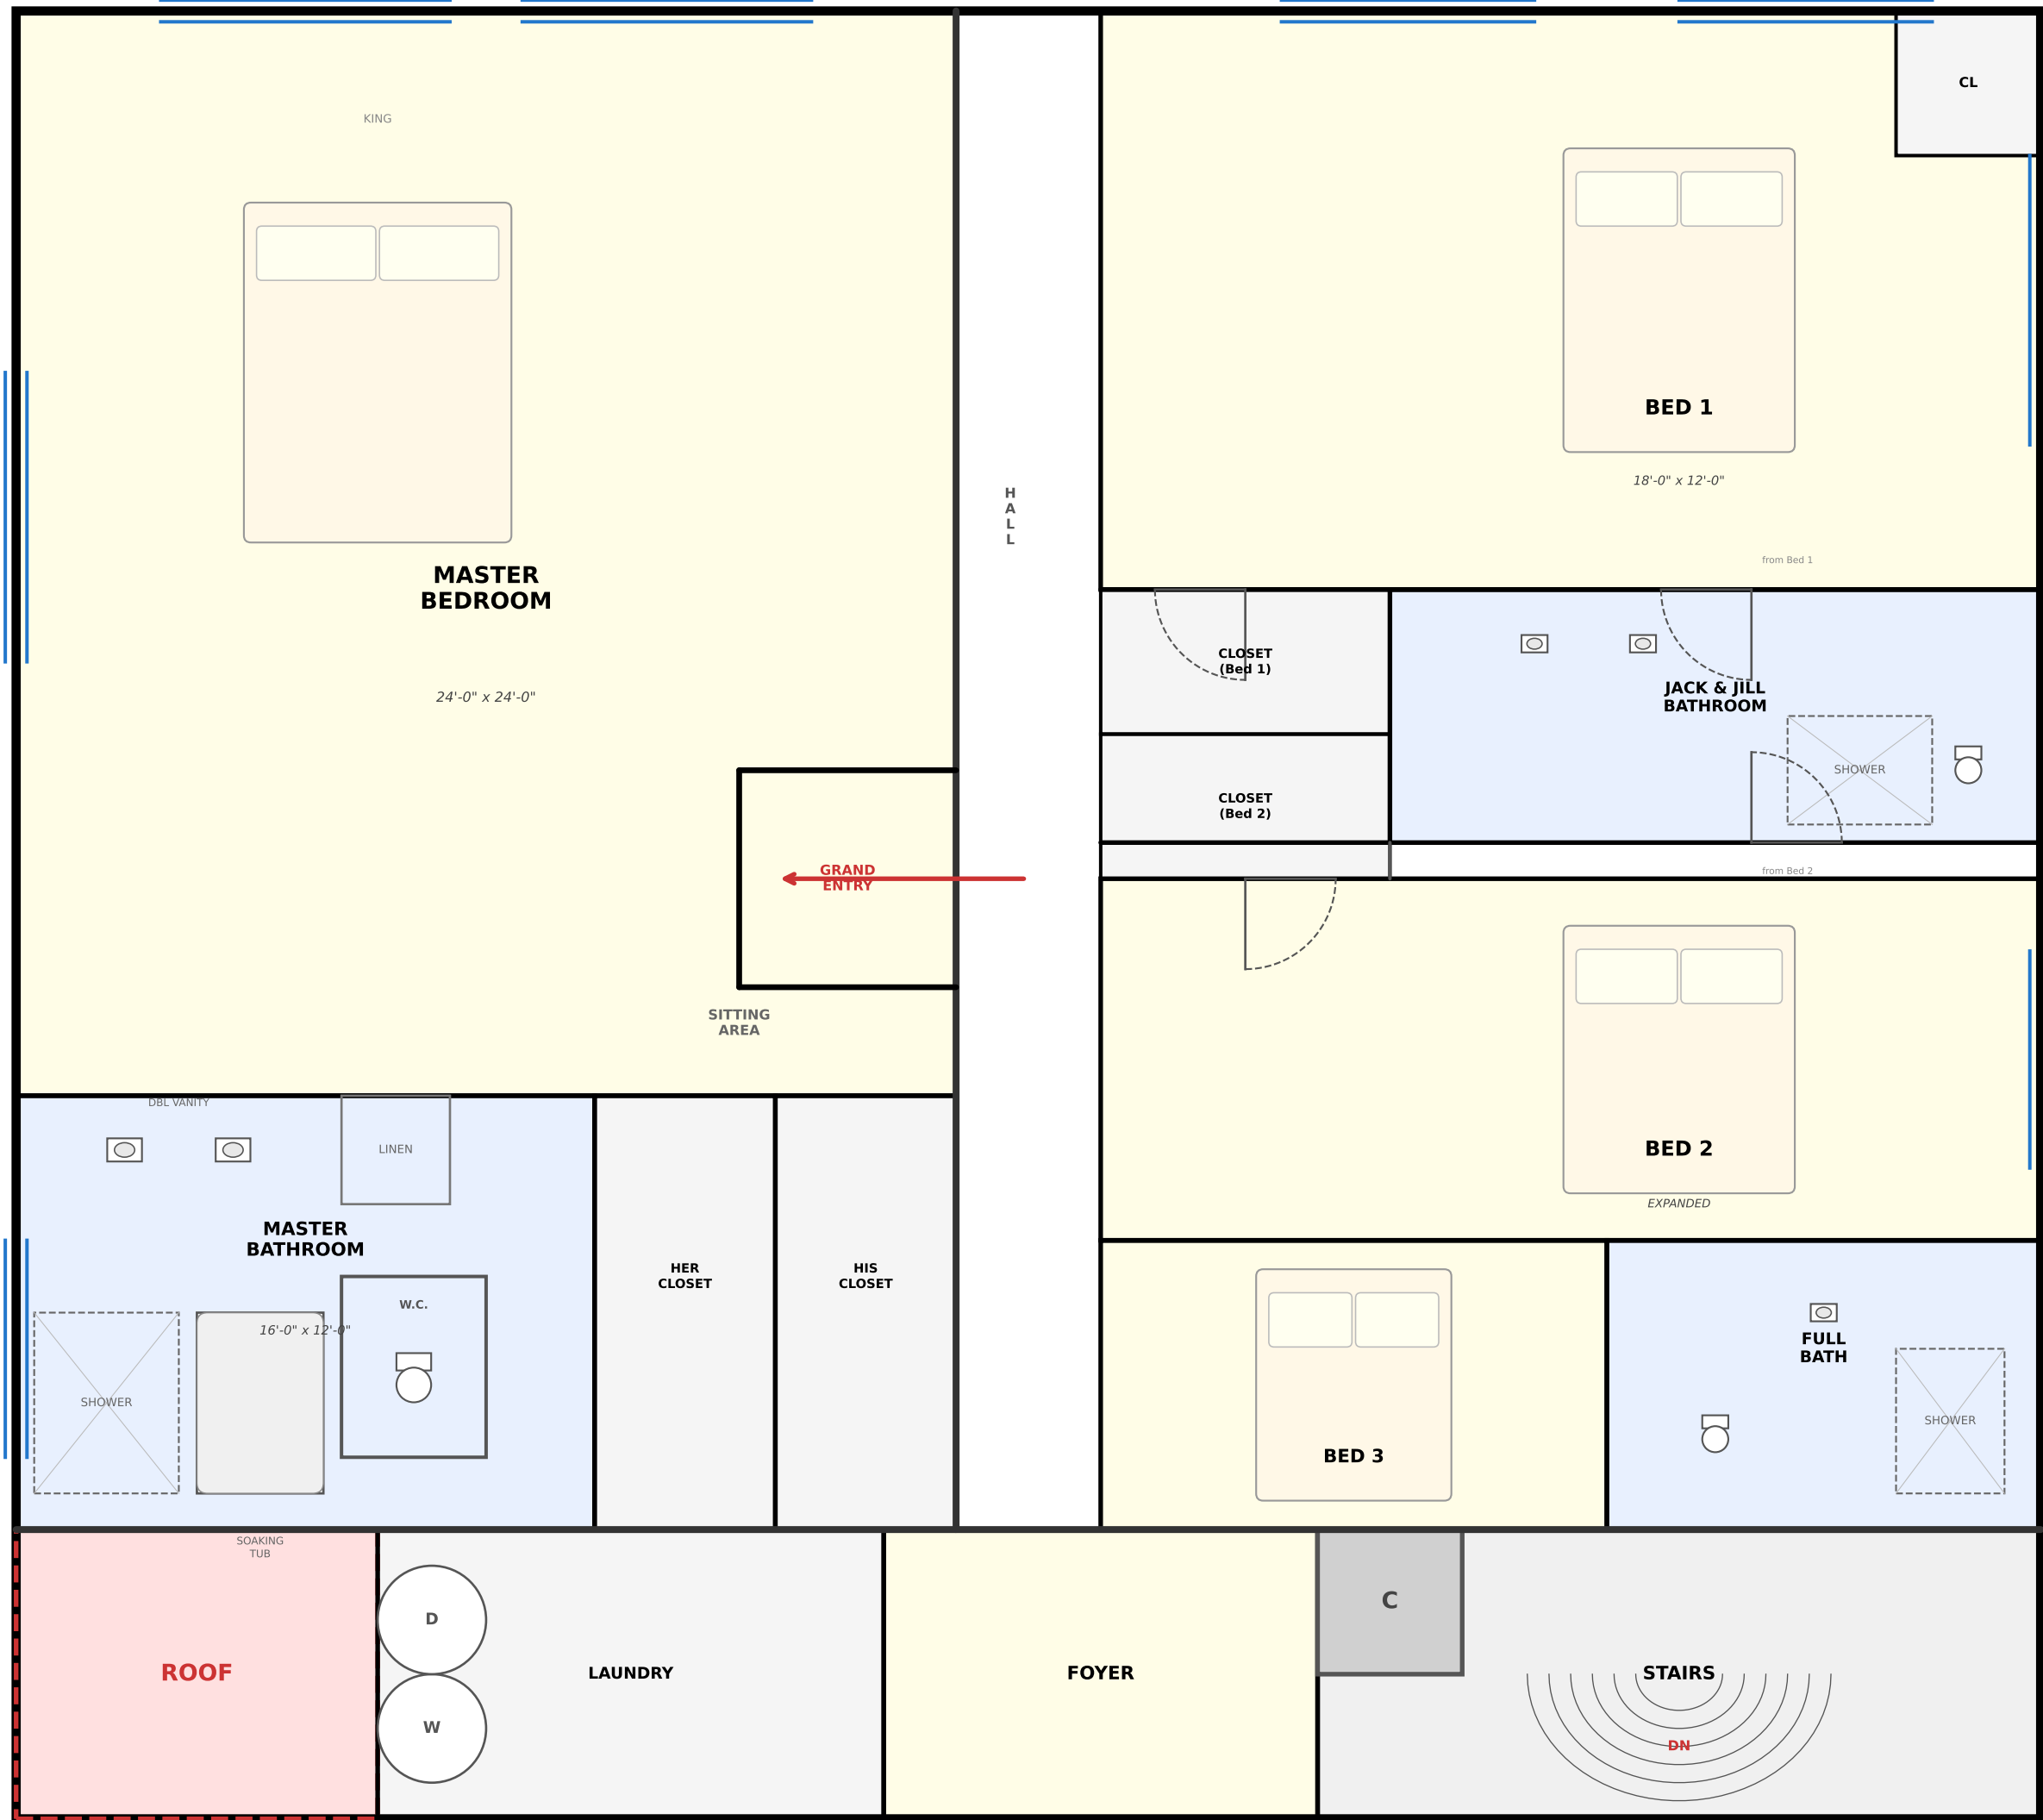 KING
CL
BED 1
18'-0" x 12'-0"
H
A
L
L
from Bed 1
MASTER
BEDROOM
24'-0" x 24'-0"
CLOSET
(Bed 1)
JACK & JILL
BATHROOM
SHOWER
CLOSET
(Bed 2)
GRAND
ENTRY
from Bed 2
SITTING
AREA
BED 2
EXPANDED
DBL VANITY
LINEN
MASTER
BATHROOM
W.C.
16'-0" x 12'-0"
SHOWER
HER
CLOSET
HIS
CLOSET
BED 3
FULL
BATH
SHOWER
SOAKING
TUB
ROOF
D
W
LAUNDRY
FOYER
C
STAIRS
DN